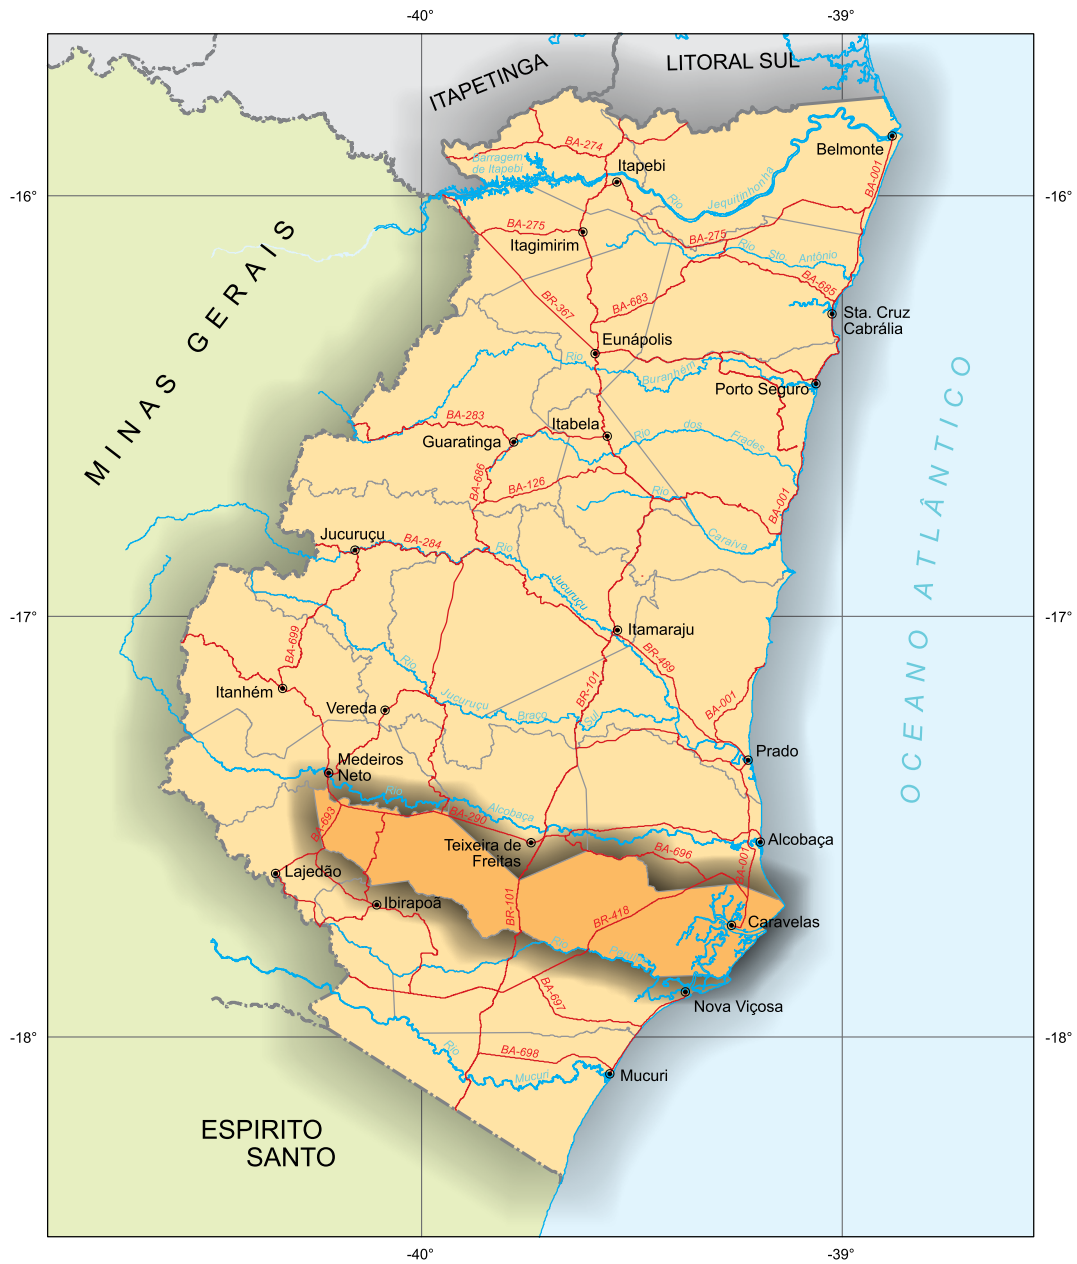 -40°
-39°
ITAPETINGA
LITORAL SUL
BA-274
Barragem
de Itapebi
Itapebi
Belmonte
BA-001
Rio
Jequitinhonha
-16°
-16°
BA-275
Itagimirim
BA-275
Rio
Sto.
Antônio
BA-685
MINAS GERAIS
BR-367
BA-683
Sta. Cruz
Cabrália
Eunápolis
Rio
Buranhém
Porto Seguro
OCEANO ATLÂNTICO
BA-283
Guaratinga
Itabela
Rio
dos
Frades
BA-686
BA-126
Rio
Caraíva
BA-001
Jucuruçu
BA-284
Rio
Jucuruçu
-17°
-17°
Itamaraju
BA-699
BR-489
Itanhém
Rio
Jucuruçu
Braço
Sul
BR-101
BA-001
Vereda
Prado
Medeiros
Neto
Rio
Alcobaça
BA-693
BA-290
Teixeira de
Freitas
Alcobaça
BA-696
BA-001
Lajedão
Ibirapoã
BR-101
BR-418
Caravelas
Rio
Peruípe
BA-697
Nova Viçosa
-18°
-18°
Rio
BA-698
Mucuri
Mucuri
ESPIRITO
SANTO
-40°
-39°